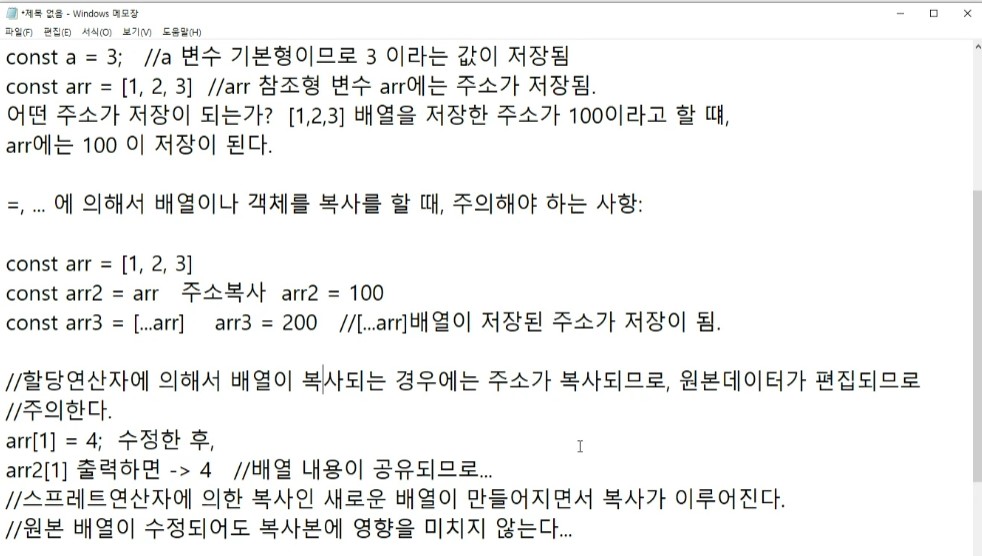 *제목 없음 - Windows 메모장
파일(F) 편집(E) 서식(O) 보기(V) 도움말(H)
const a = 3; //a 변수 기본형이므로 3 이라는 값이 저장됨
const arr = [1, 2, 3] //arr 참조형 변수 arr에는 주소가 저장됨.
어떤 주소가 저장이 되는가? [1,2,3] 배열을 저장한 주소가 100이라고 할 떄,
arr에는 100 이 저장이 된다.
=, ... 에 의해서 배열이나 객체를 복사를 할 때, 주의해야 하는 사항:
const arr = [1, 2, 3]
const arr2 = arr 주소복사 arr2 = 100
const arr3 = [...arr] arr3 = 200 //[...arr]배열이 저장된 주소가 저장이 됨.
//할당연산자에 의해서 배열이 복사되는 경우에는 주소가 복사되므로, 원본데이터가 편집되므로
//주의한다.
arr[1] = 4; 수정한 후,
arr2[1] 출력하면 -> 4 //배열 내용이 공유되므로...
//스프레트연산자에 의한 복사인 새로운 배열이 만들어지면서 복사가 이루어진다.
//원본 배열이 수정되어도 복사본에 영향을 미치지 않는다...